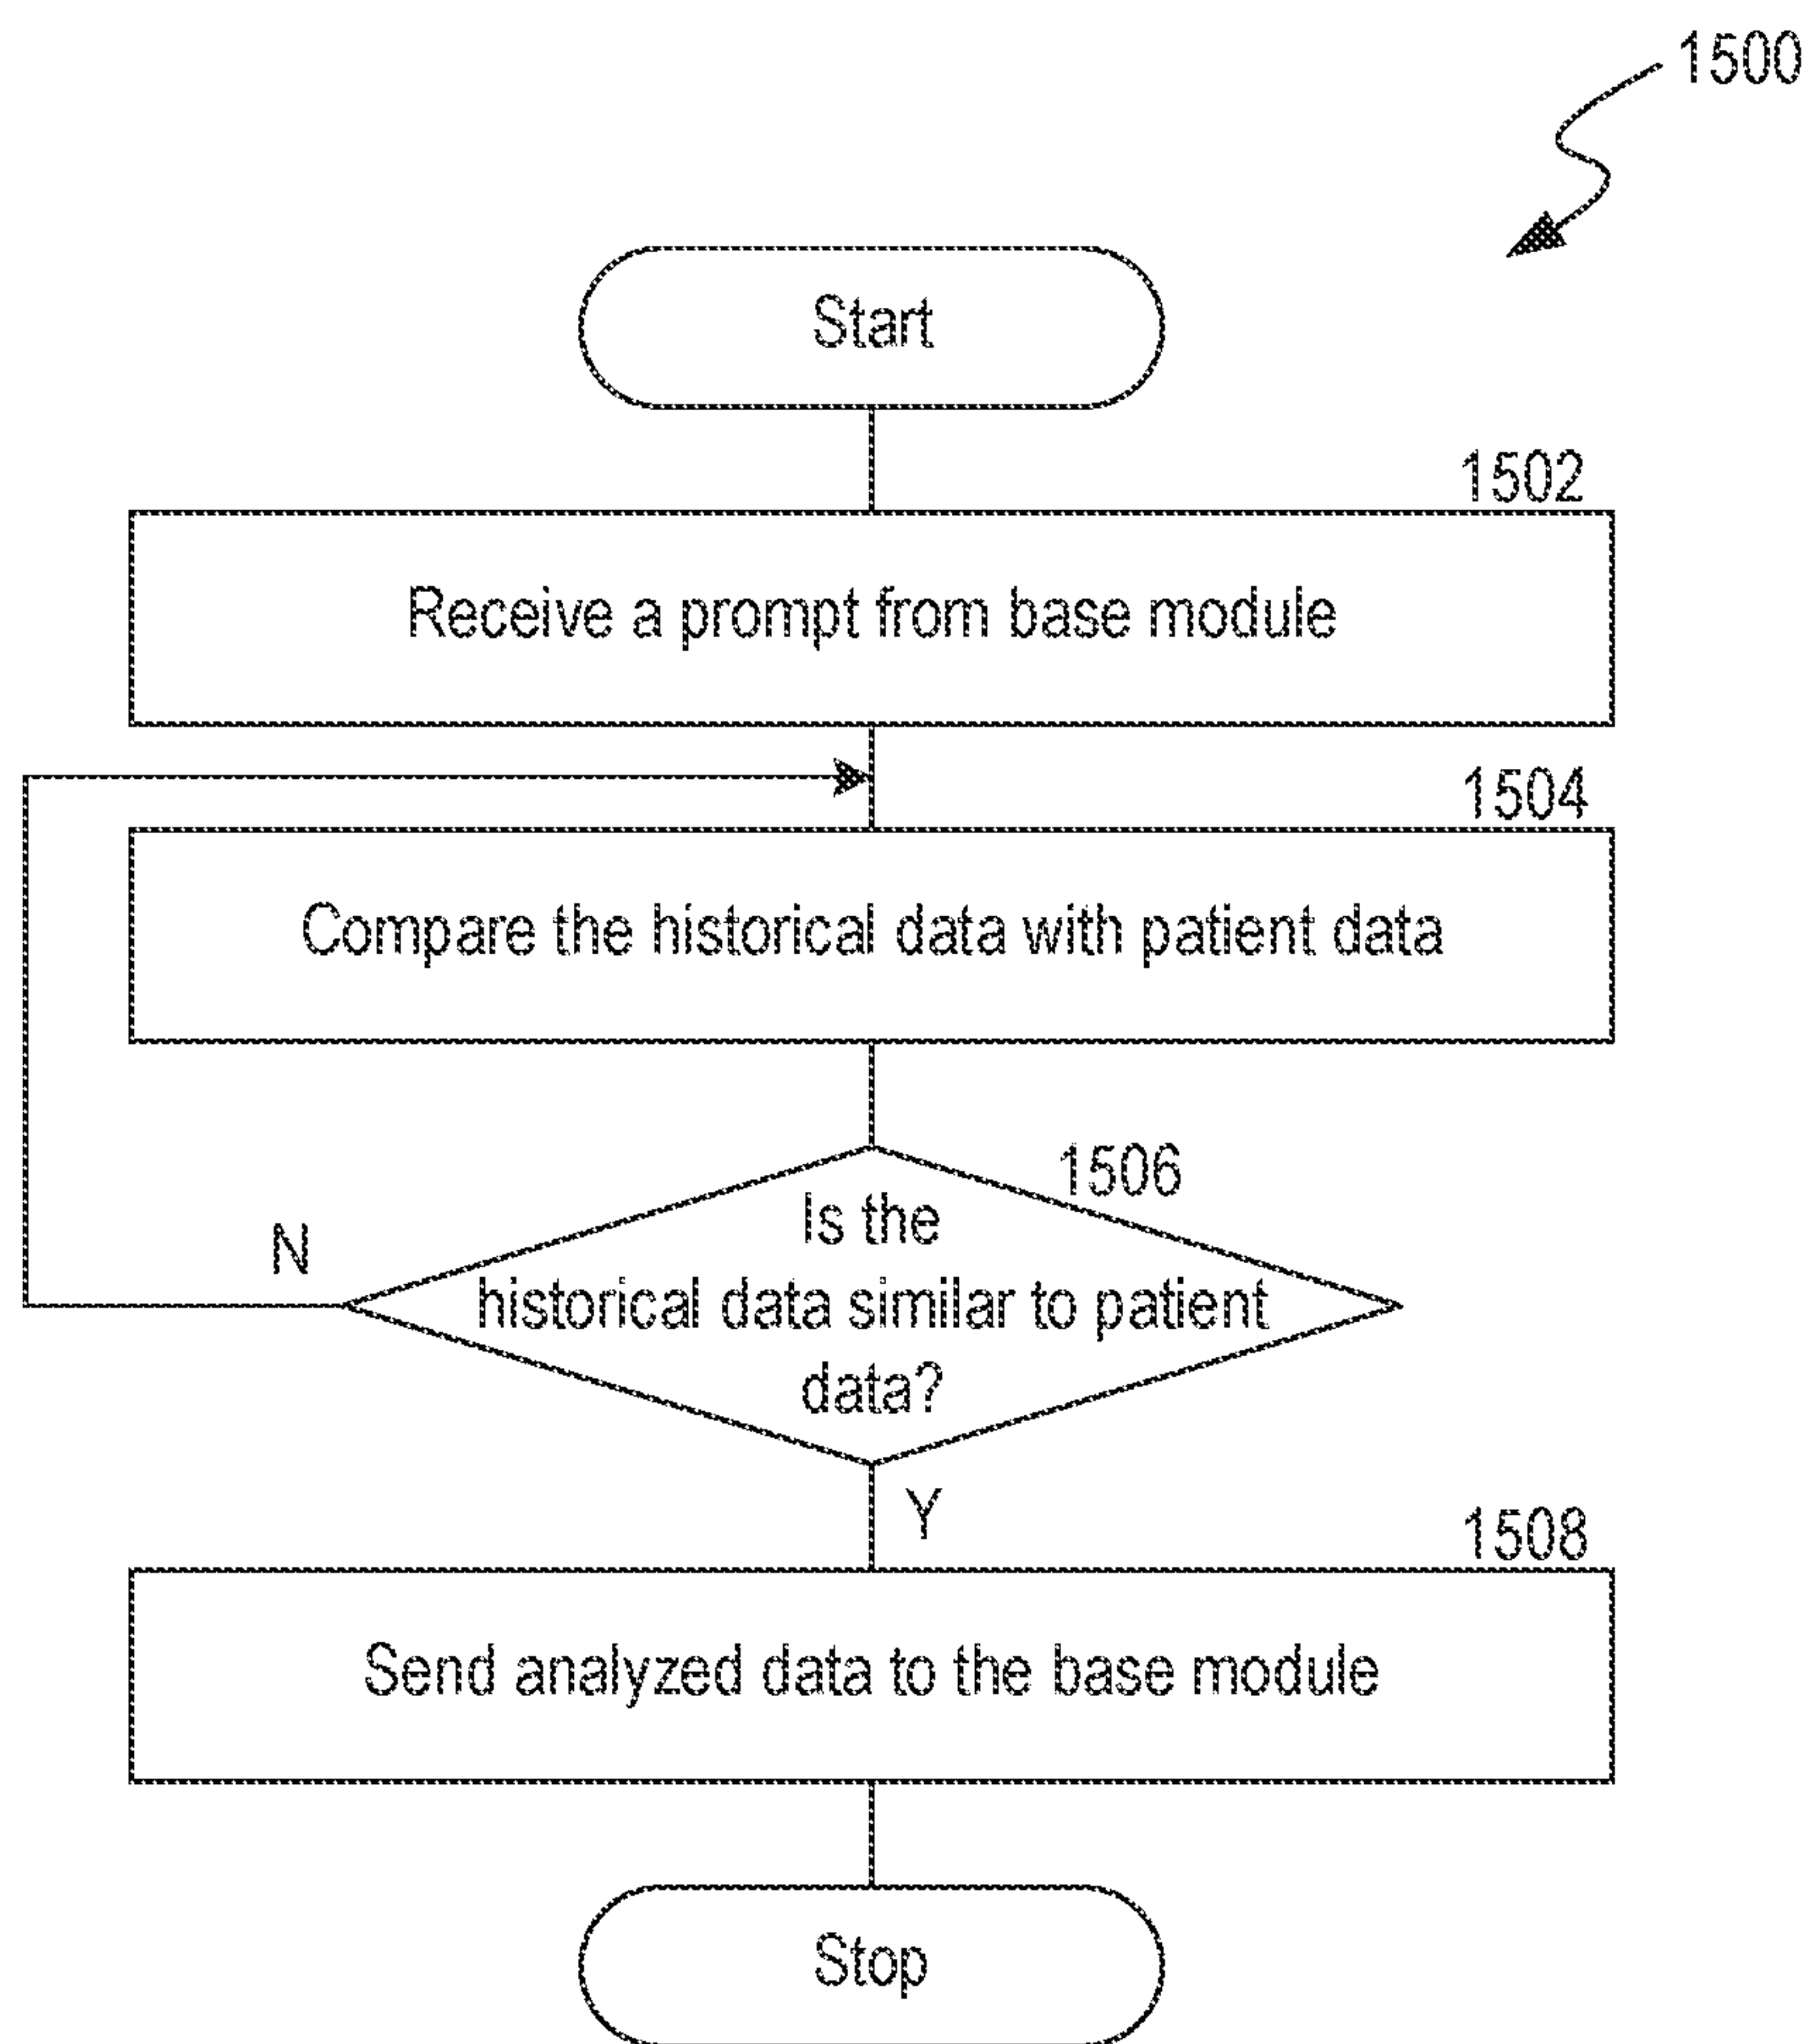 1500
Start
1502
Receive a prompt from base module
1504
Compare the historical data with patient data
1506
Is the
historical data similar to patient
data?
N
Y
1508
Send analyzed data to the base module
Stop